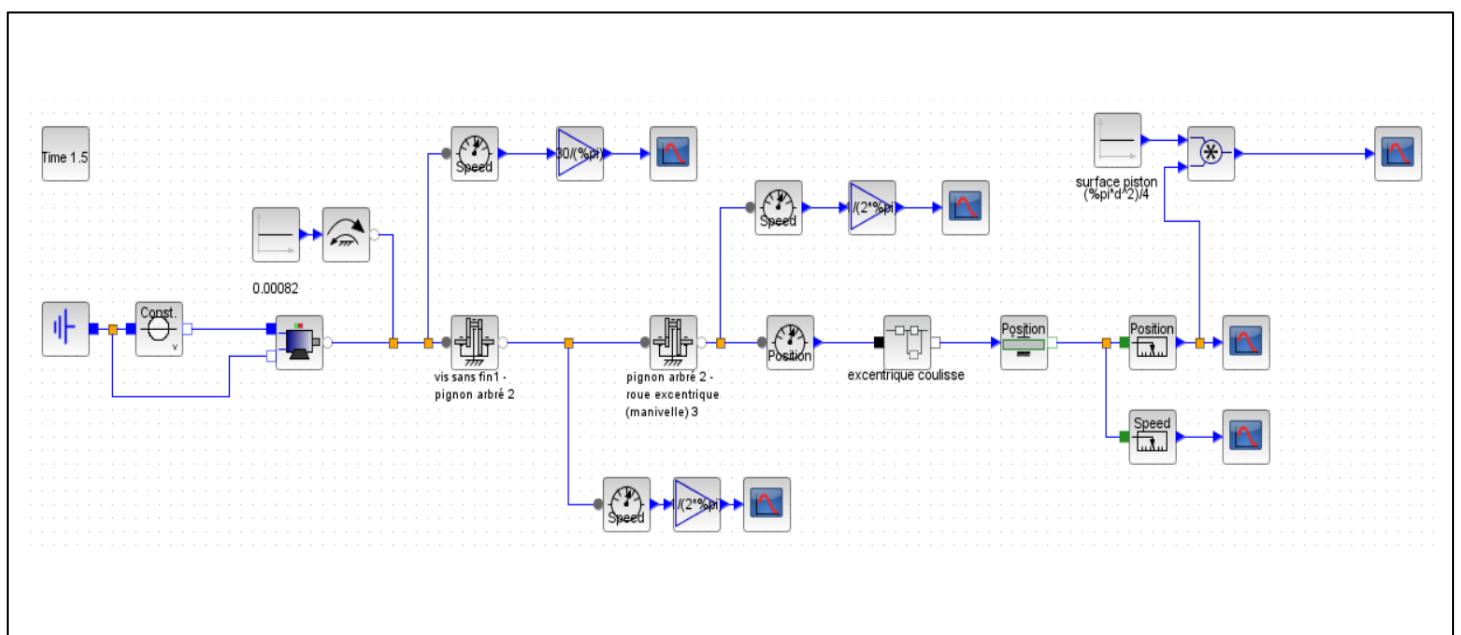 Time 1.5
Speed
30/(%pi)
surface piston
(%pi*d^2)/4
Speed
/(2*%pi)
0.00082
Const.
v
vis sans fin1 -
pignon arbré 2
pignon arbré 2 -
roue excentrique
(manivelle) 3
Position
excentrique coulisse
Position
Position
Speed
Speed
/(2*%pi)